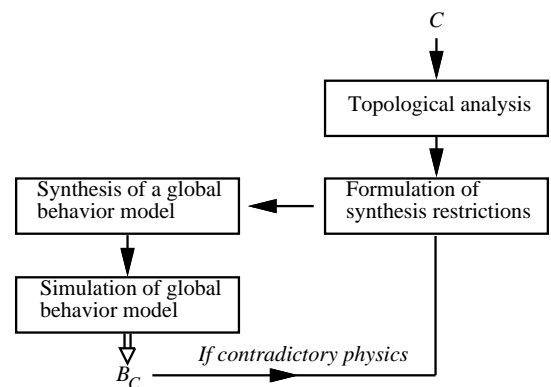 C
Topological analysis
Formulation of
synthesis restrictions
Synthesis of a global
behavior model
Simulation of global
behavior model
B_C
If contradictory physics